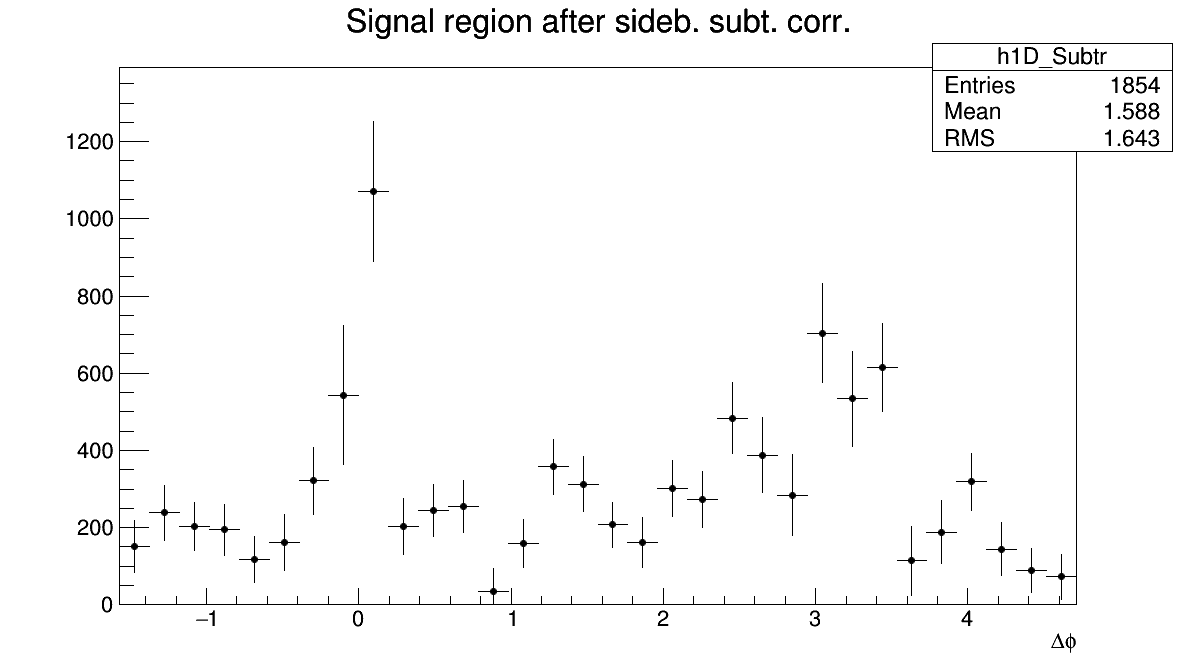 Signal region after sideb. subt. corr.
h1D_Subtr
Entries 1854
Mean 1.588
RMS 1.643
1200
1000
800
600
400
200
0
−1 0 1 2 3 4
Δϕ